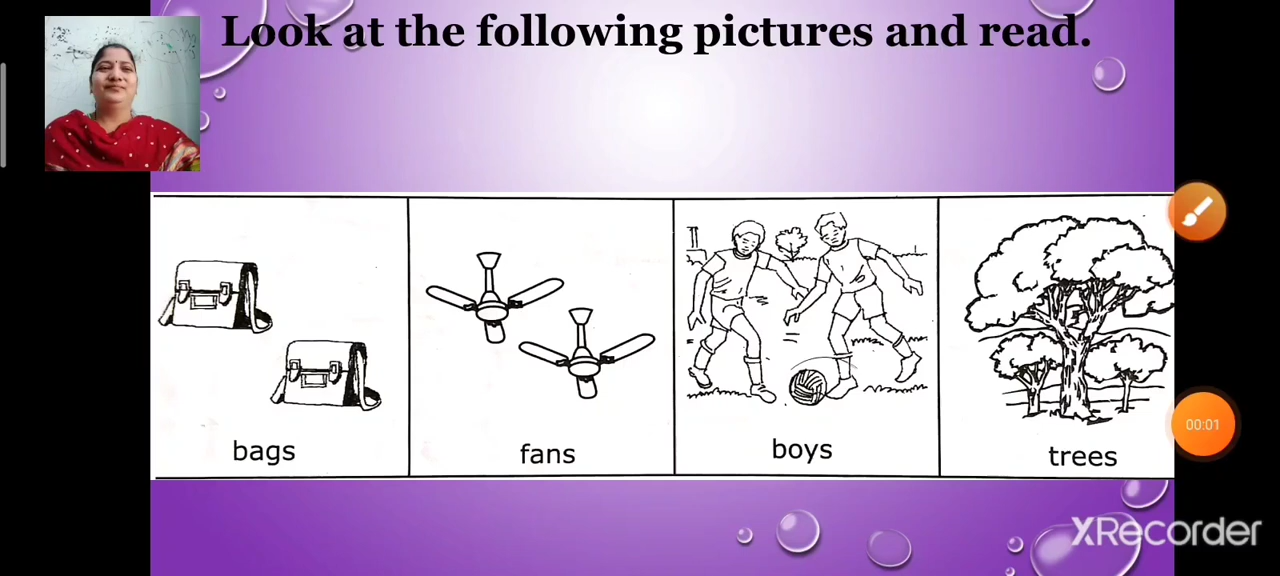 Look at the following pictures and read.
bags
fans
boys
trees
00:01
XRecorder